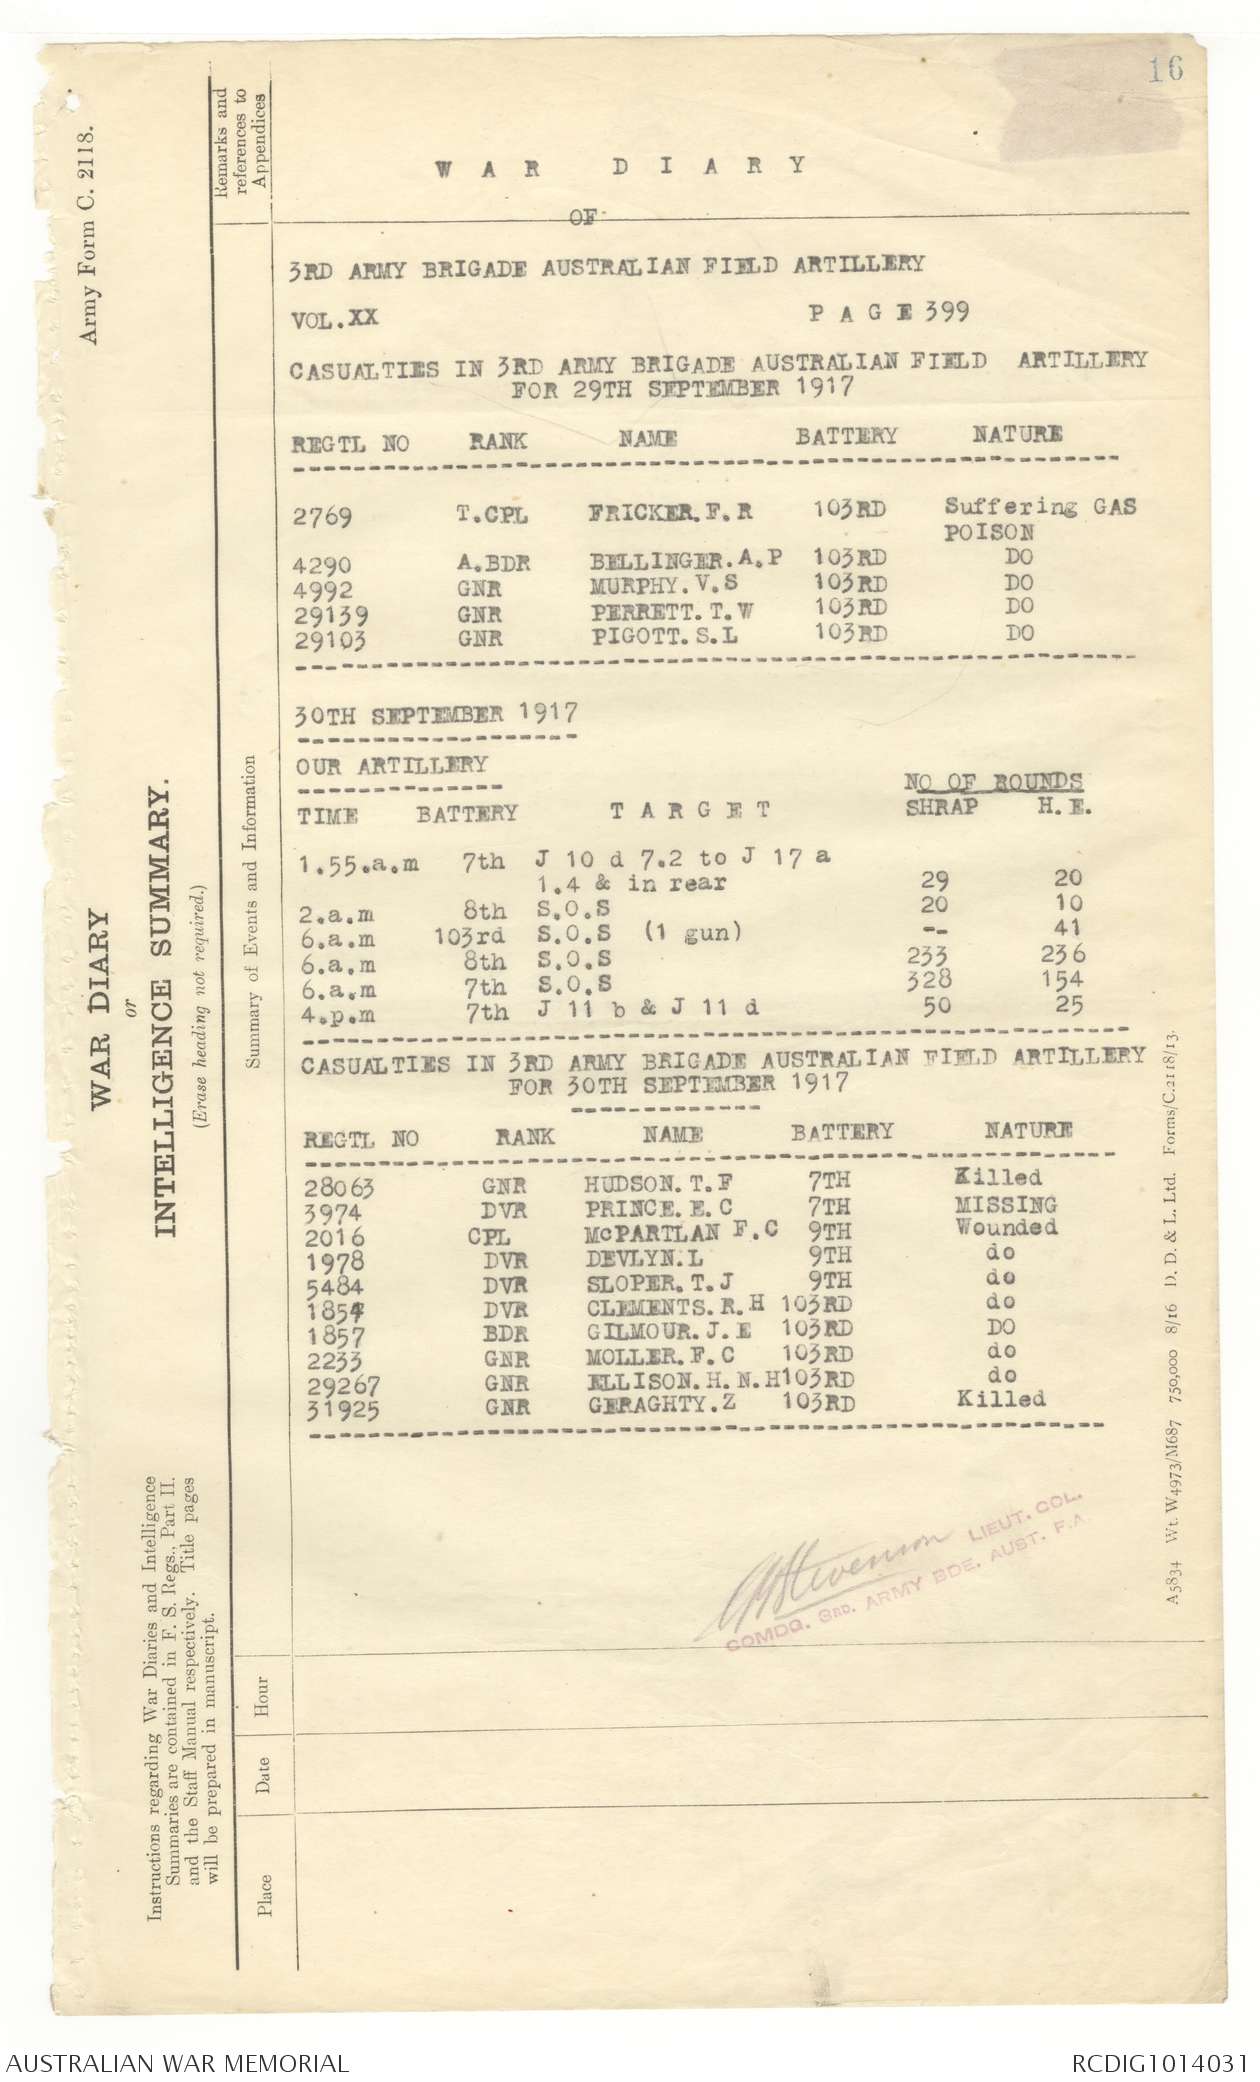 16
Army Form C. 2118.
WAR DIARY
or
INTELLIGENCE SUMMARY.
(Erase heading not required.)
Instructions regarding War Diaries and Intelligence
Summaries are contained in F. S. Regs., Part II.
and the Staff Manual respectively. Title pages
will be prepared in manuscript.
Place
Date
Hour
Summary of Events and Information
Remarks and
references to
Appendices
W A R D I A R Y
OF
3RD ARMY BRIGADE AUSTRALIAN FIELD ARTILLERY
VOL.XX P A G E 399
CASUALTIES IN 3RD ARMY BRIGADE AUSTRALIAN FIELD ARTILLERY
FOR 29TH SEPTEMBER 1917
REGTL NO RANK NAME BATTERY NATURE
2769 T.CPL FRICKER.F.R 103RD Suffering GAS
POISON
4290 A.BDR BELLINGER.A.P 103RD DO
4992 GNR MURPHY.V.S 103RD DO
29139 GNR PERRETT.T.W 103RD DO
29103 GNR PIGOTT.S.L 103RD DO
30TH SEPTEMBER 1917
OUR ARTILLERY
NO OF ROUNDS
TIME BATTERY T A R G E T SHRAP H.E.
1.55.a.m 7th J 10 d 7.2 to J 17 a
1.4 & in rear 29 20
2.a.m 8th S.O.S 20 10
6.a.m 103rd S.O.S (1 gun) -- 41
6.a.m 8th S.O.S 233 236
6.a.m 7th S.O.S 328 154
4.p.m 7th J 11 b & J 11 d 50 25
CASUALTIES IN 3RD ARMY BRIGADE AUSTRALIAN FIELD ARTILLERY
FOR 30TH SEPTEMBER 1917
REGTL NO RANK NAME BATTERY NATURE
28063 GNR HUDSON.T.F 7TH Killed
3974 DVR PRINCE.E.C 7TH MISSING
2016 CPL McPARTLAN F.C 9TH Wounded
1978 DVR DEVLYN.L 9TH do
5484 DVR SLOPER.T.J 9TH do
1854 DVR CLEMENTS.R.H 103RD do
1857 BDR GILMOUR.J.E 103RD DO
2233 GNR MOLLER.F.C 103RD do
29267 GNR ELLISON.H.N.H103RD do
31925 GNR GERAGHTY.Z 103RD Killed
Stevenson LIEUT. COL.
COMDG. 3RD. ARMY BDE. AUST. F.A.
A5834 Wt. W4973/M687 750,000 8/16 D. D. & L. Ltd. Forms/C.2118/13.
AUSTRALIAN WAR MEMORIAL RCDIG1014031